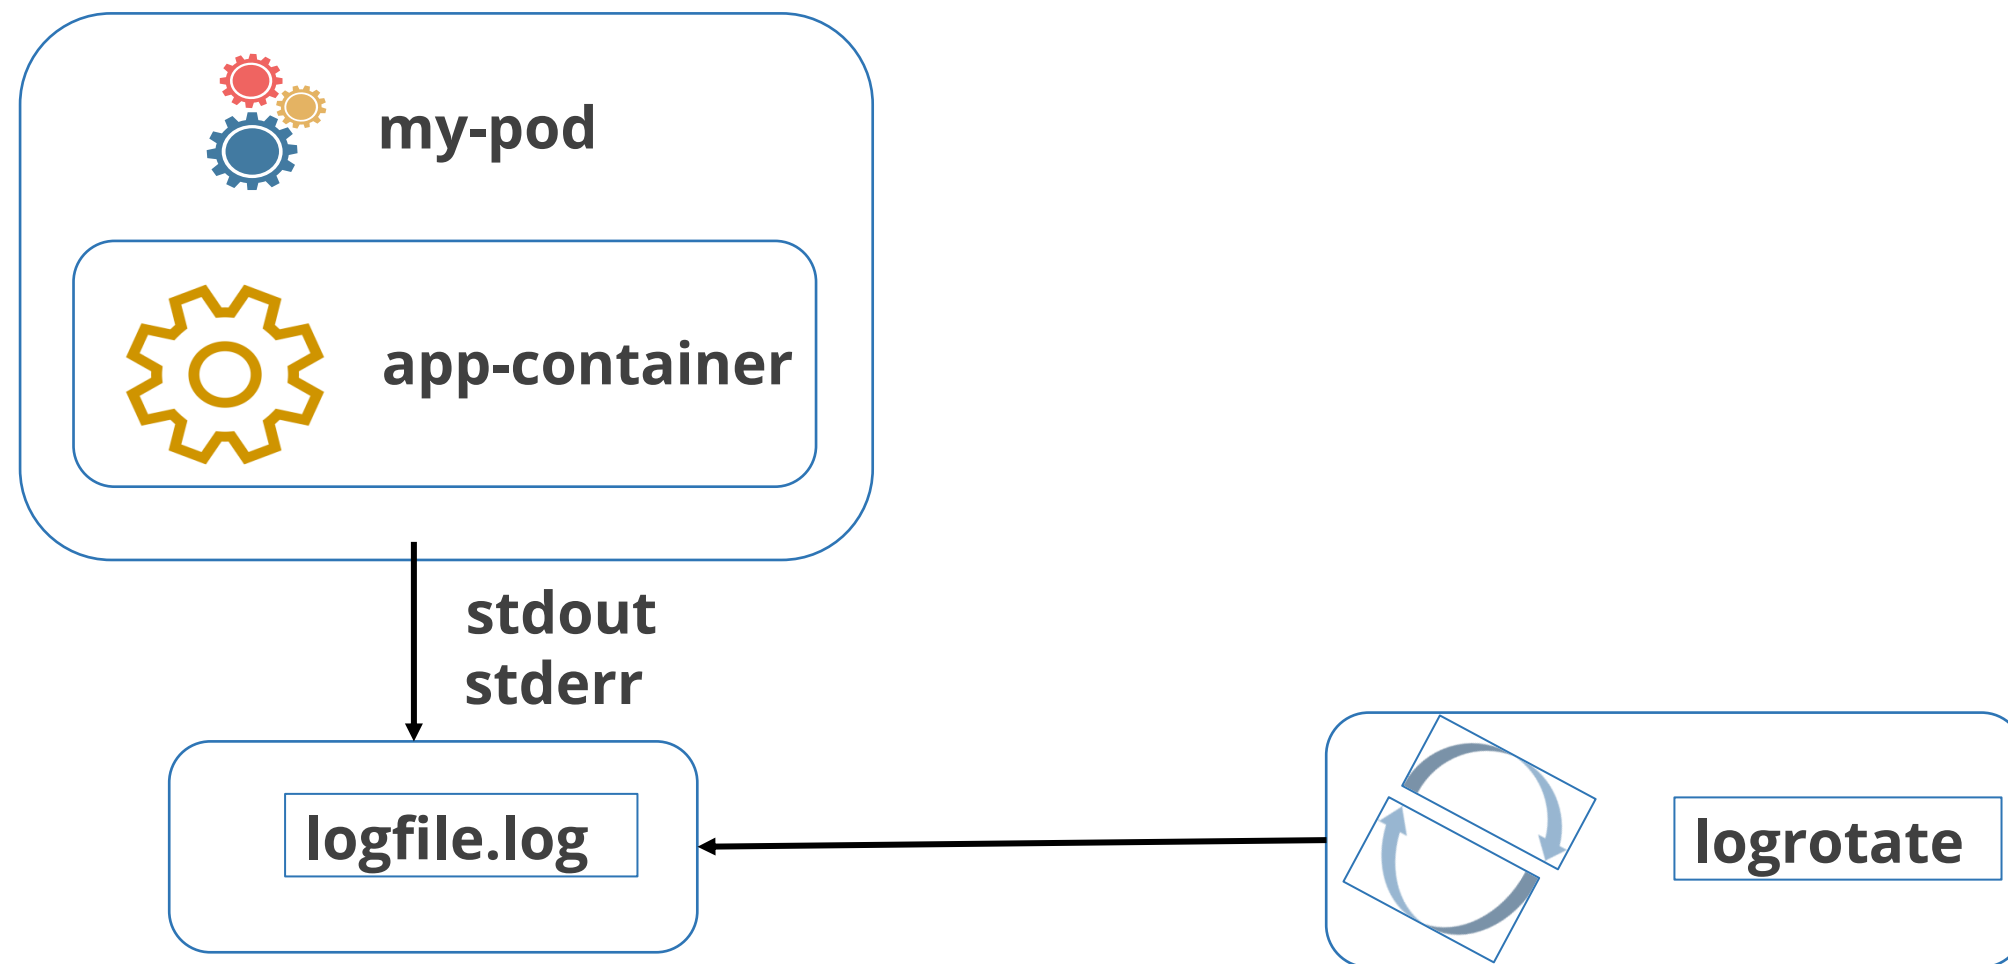 my-pod
app-container
stdout
stderr
logfile.log
logrotate